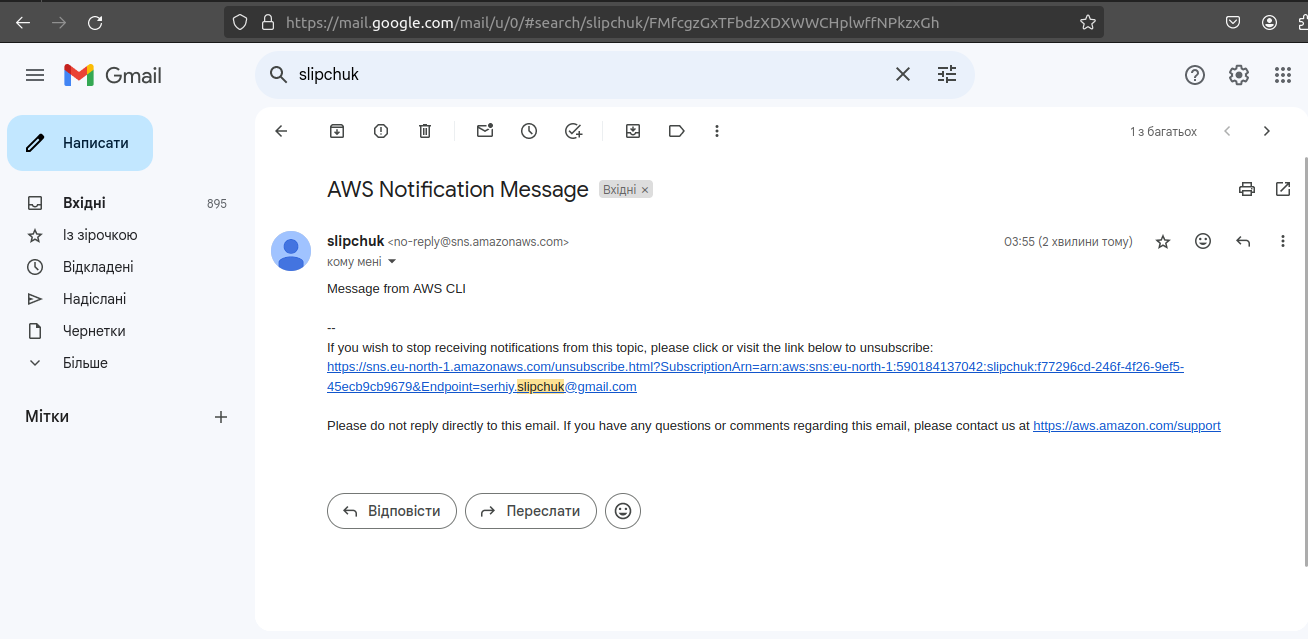 https://mail.google.com/mail/u/0/#search/slipchuk/FMfcgzGxTFbdzXDXWWCHplwffNPkzxGh
Gmail
slipchuk
Написати
1 з багатьох
AWS Notification Message
Вхідні ×
Вхідні 895
Із зірочкою
Відкладені
Надіслані
Чернетки
Більше
Мітки
slipchuk <no-reply@sns.amazonaws.com>
03:55 (2 хвилини тому)
кому мені
Message from AWS CLI
--
If you wish to stop receiving notifications from this topic, please click or visit the link below to unsubscribe:
https://sns.eu-north-1.amazonaws.com/unsubscribe.html?SubscriptionArn=arn:aws:sns:eu-north-1:590184137042:slipchuk:f77296cd-246f-4f26-9ef5-
45ecb9cb9679&Endpoint=serhiy.slipchuk@gmail.com
Please do not reply directly to this email. If you have any questions or comments regarding this email, please contact us at https://aws.amazon.com/support
Відповісти
Переслати